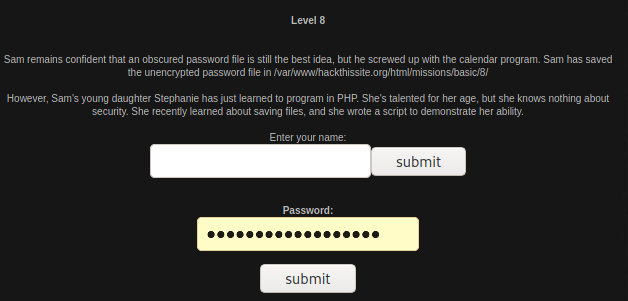 Level 8
Sam remains confident that an obscured password file is still the best idea, but he screwed up with the calendar program. Sam has saved
the unencrypted password file in /var/www/hackthissite.org/html/missions/basic/8/
However, Sam's young daughter Stephanie has just learned to program in PHP. She's talented for her age, but she knows nothing about
security. She recently learned about saving files, and she wrote a script to demonstrate her ability.
Enter your name:
submit
Password:
••••••••••••••••••
submit